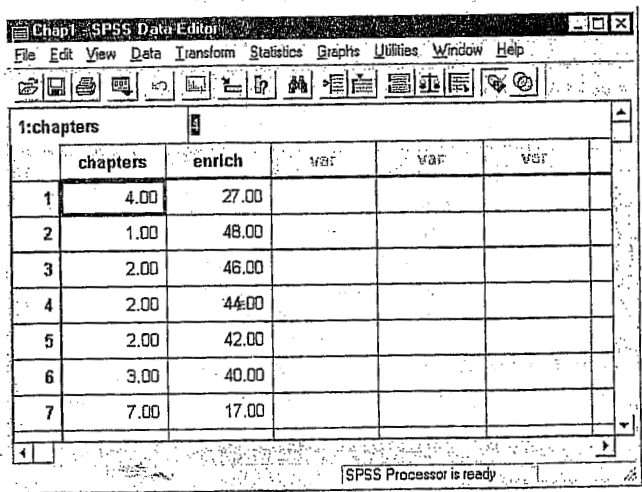 Chap1 - SPSS Data Editor
File Edit View Data Transform Statistics Graphs Utilities Window Help
1:chapters 4
chapters enrich var var var
1 4.00 27.00
2 1.00 48.00
3 2.00 46.00
4 2.00 44.00
5 2.00 42.00
6 3.00 40.00
7 7.00 17.00
SPSS Processor is ready